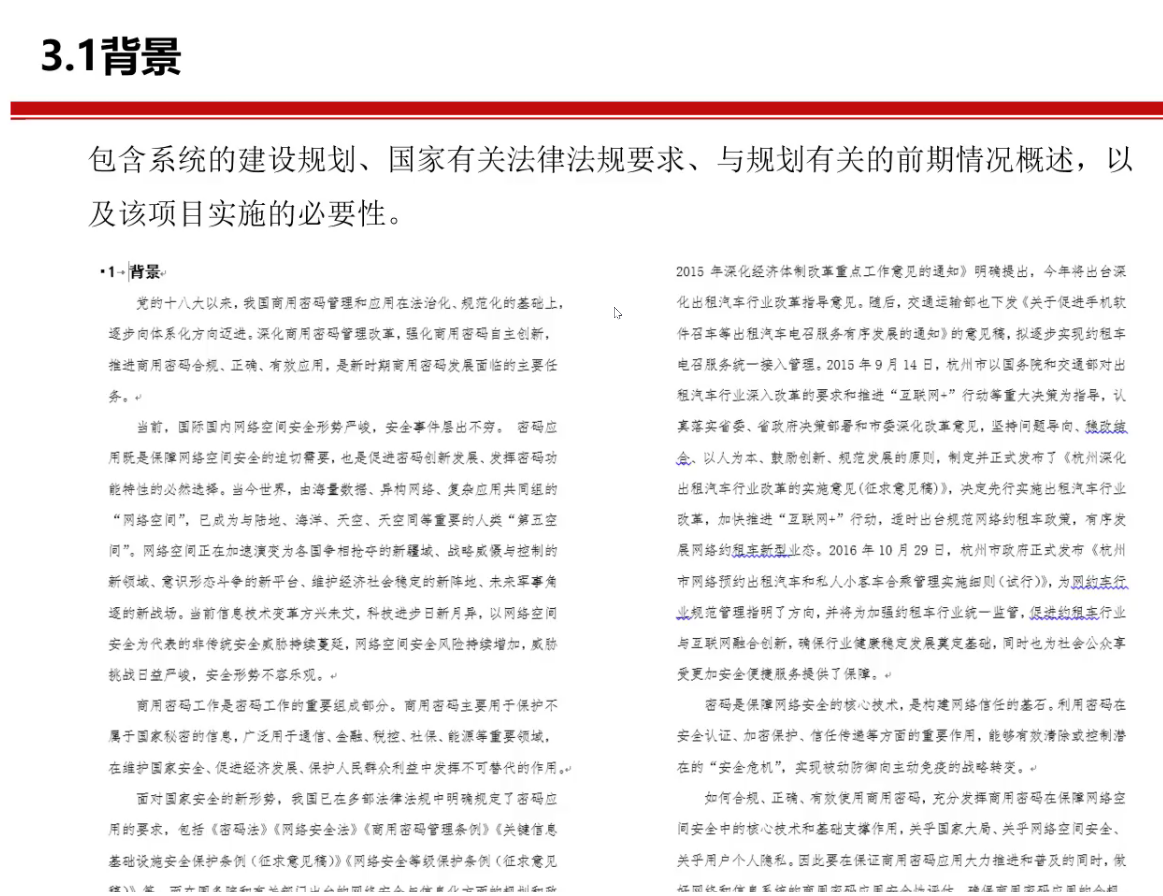 3.1背景
包含系统的建设规划、国家有关法律法规要求、与规划有关的前期情况概述，以
及该项目实施的必要性。
1 背景
党的十八大以来，我国商用密码管理和应用在法治化、规范化的基础上，
逐步向体系化方向迈进。深化商用密码管理改革，强化商用密码自主创新，
推进商用密码合规、正确、有效应用，是新时期商用密码发展面临的主要任
务。
当前，国际国内网络空间安全形势严峻，安全事件层出不穷。 密码应
用既是保障网络空间安全的迫切需要，也是促进密码创新发展、发挥密码功
能特性的必然选择。当今世界，由海量数据、异构网络、复杂应用共同组的
“网络空间”，已成为与陆地、海洋、天空、天空同等重要的人类“第五空
间”。网络空间正在加速演变为各国争相抢夺的新疆域、战略威慑与控制的
新领域、意识形态斗争的新平台、维护经济社会稳定的新阵地、未来军事角
逐的新战场。当前信息技术变革方兴未艾，科技进步日新月异，以网络空间
安全为代表的非传统安全威胁持续蔓延，网络空间安全风险持续增加，威胁
挑战日益严峻，安全形势不容乐观。
商用密码工作是密码工作的重要组成部分。商用密码主要用于保护不
属于国家秘密的信息，广泛用于通信、金融、税控、社保、能源等重要领域，
在维护国家安全、促进经济发展、保护人民群众利益中发挥不可替代的作用。
面对国家安全的新形势，我国已在多部法律法规中明确规定了密码应
用的要求，包括《密码法》《网络安全法》《商用密码管理条例》《关键信息
基础设施安全保护条例（征求意见稿）》《网络安全等级保护条例（征求意见
2015 年深化经济体制改革重点工作意见的通知》明确提出，今年将出台深
化出租汽车行业改革指导意见。随后，交通运输部也下发《关于促进手机软
件召车等出租汽车电召服务有序发展的通知》的意见稿，拟逐步实现约租车
电召服务统一接入管理。2015 年 9 月 14 日，杭州市以国务院和交通部对出
租汽车行业深入改革的要求和推进“互联网+”行动等重大决策为指导，认
真落实省委、省政府决策部署和市委深化改革意见，坚持问题导向、稳改结
合、以人为本、鼓励创新、规范发展的原则，制定并正式发布了《杭州深化
出租汽车行业改革的实施意见(征求意见稿)》，决定先行实施出租汽车行业
改革，加快推进“互联网+”行动，适时出台规范网络约租车政策，有序发
展网络约租车新型业态。2016 年 10 月 29 日，杭州市政府正式发布《杭州
市网络预约出租汽车和私人小客车合乘管理实施细则（试行）》，为网约车行
业规范管理指明了方向，并将为加强约租车行业统一监管，促进约租车行业
与互联网融合创新，确保行业健康稳定发展奠定基础，同时也为社会公众享
受更加安全便捷服务提供了保障。
密码是保障网络安全的核心技术，是构建网络信任的基石。利用密码在
安全认证、加密保护、信任传递等方面的重要作用，能够有效清除或控制潜
在的“安全危机”，实现被动防御向主动免疫的战略转变。
如何合规、正确、有效使用商用密码，充分发挥商用密码在保障网络空
间安全中的核心技术和基础支撑作用，关乎国家大局、关乎网络空间安全、
关乎用户个人隐私。因此要在保证商用密码应用大力推进和普及的同时，做